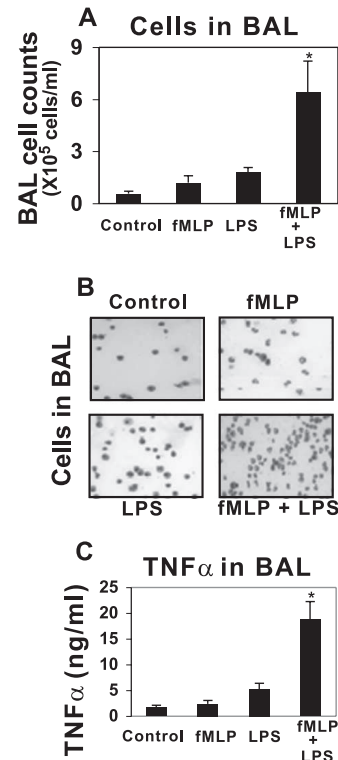 A Cells in BAL
BAL cell counts
(X10⁵ cells/ml)
9
6
3
0
*
Control fMLP LPS fMLP
+
LPS
B
Control fMLP
Cells in BAL
LPS fMLP + LPS
C
TNFα in BAL
TNFα (ng/ml)
25
20
15
10
5
0
*
Control fMLP LPS fMLP
+
LPS